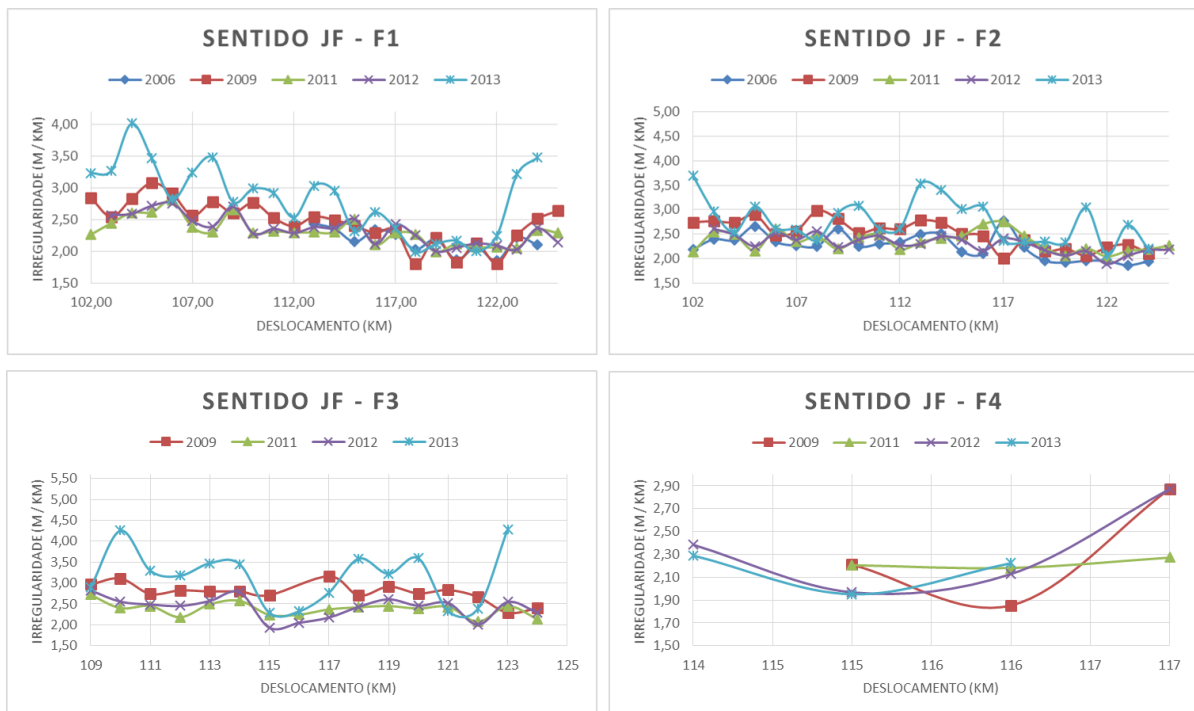 SENTIDO JF - F1
2006 2009 2011 2012 2013
IRREGULARIDADE (M / KM)
4,00
3,50
3,00
2,50
2,00
1,50
102,00 107,00 112,00 117,00 122,00
DESLOCAMENTO (KM)
SENTIDO JF - F2
2006 2009 2011 2012 2013
IRREGULARIDADE (M / KM)
5,00
4,50
4,00
3,50
3,00
2,50
2,00
1,50
102 107 112 117 122
DESLOCAMENTO (KM)
SENTIDO JF - F3
2009 2011 2012 2013
IRREGULARIDADE (M / KM)
5,50
5,00
4,50
4,00
3,50
3,00
2,50
2,00
1,50
109 111 113 115 117 119 121 123 125
DESLOCAMENTO (KM)
SENTIDO JF - F4
2009 2011 2012 2013
IRREGULARIDADE (M / KM)
2,90
2,70
2,50
2,30
2,10
1,90
1,70
1,50
114 115 115 116 116 117 117
DESLOCAMENTO (KM)